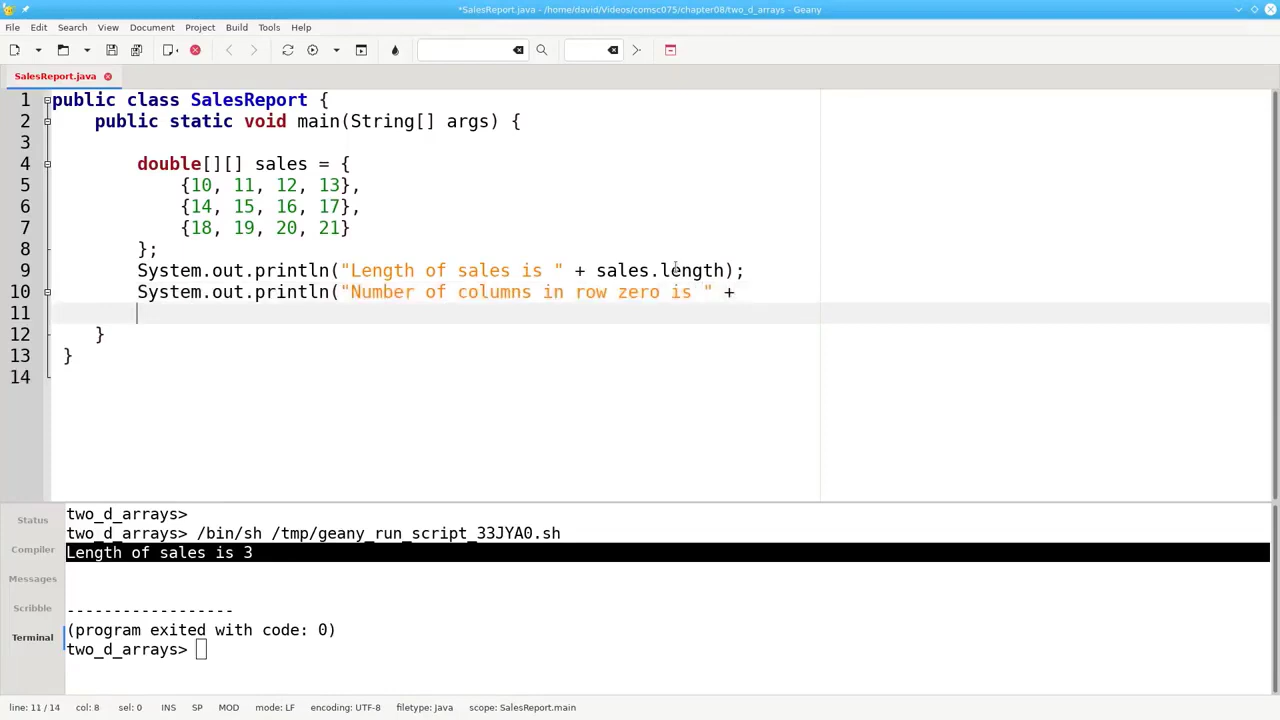 *SalesReport.java - /home/david/Videos/comsc075/chapter08/two_d_arrays - Geany
File Edit Search View Document Project Build Tools Help
SalesReport.java
1 public class SalesReport {
2 public static void main(String[] args) {
3
4 double[][] sales = {
5 {10, 11, 12, 13},
6 {14, 15, 16, 17},
7 {18, 19, 20, 21}
8 };
9 System.out.println("Length of sales is " + sales.length);
10 System.out.println("Number of columns in row zero is " +
11
12 }
13 }
14
Status
Compiler
Messages
Scribble
Terminal
two_d_arrays>
two_d_arrays> /bin/sh /tmp/geany_run_script_33JYA0.sh
Length of sales is 3
------------------
(program exited with code: 0)
two_d_arrays>
line: 11 / 14 col: 8 sel: 0 INS SP MOD mode: LF encoding: UTF-8 filetype: Java scope: SalesReport.main